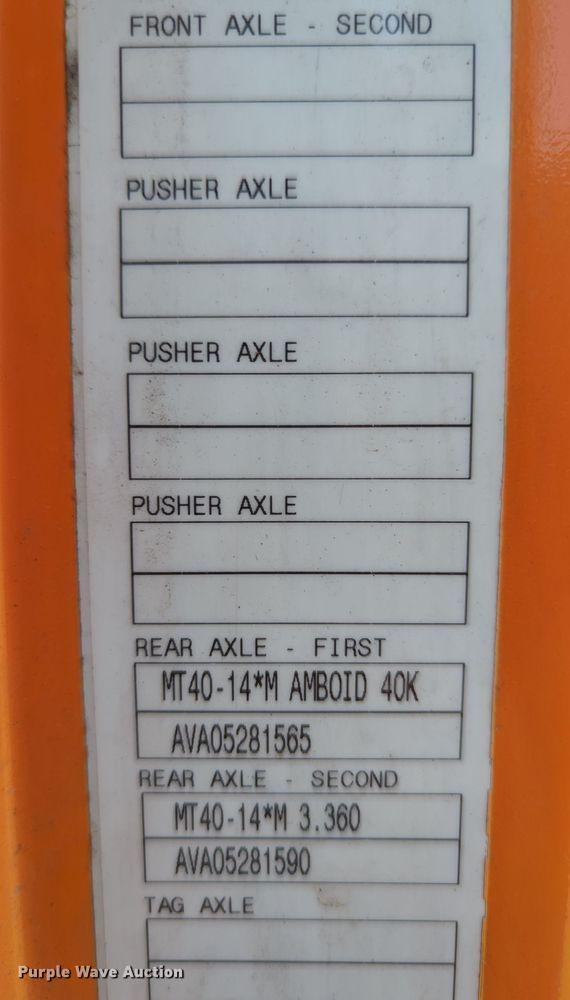 FRONT AXLE - SECOND
PUSHER AXLE
PUSHER AXLE
PUSHER AXLE
REAR AXLE - FIRST
MT40-14*M AMBOID 40K
AVA05281565
REAR AXLE - SECOND
MT40-14*M 3.360
AVA05281590
TAG AXLE
Purple Wave Auction